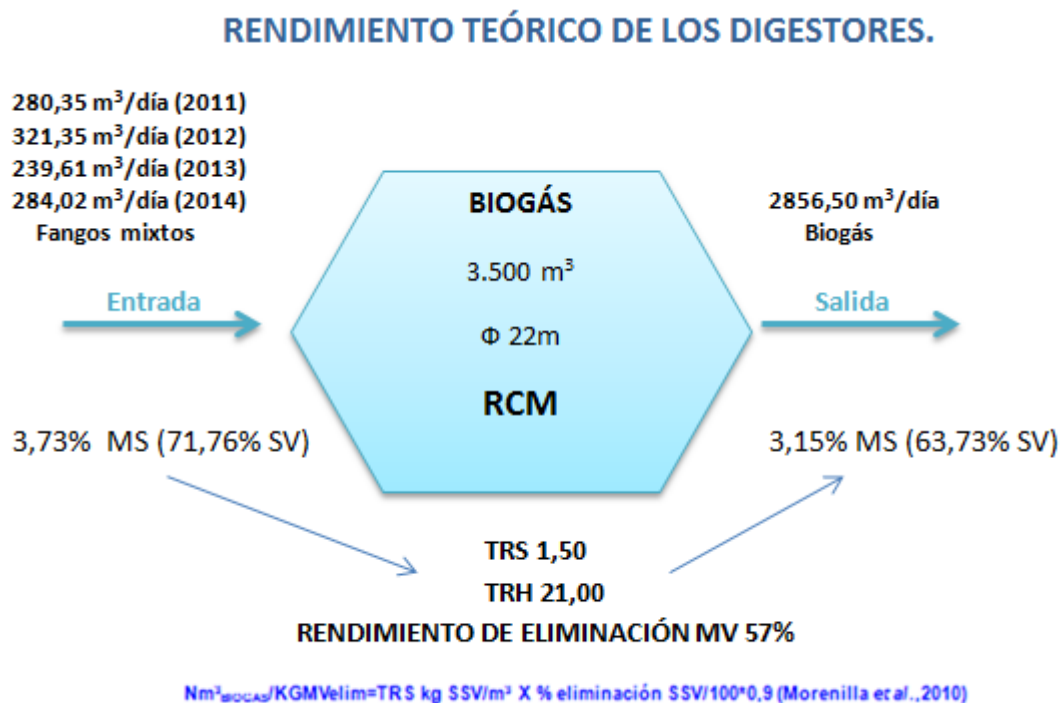 RENDIMIENTO TEÓRICO DE LOS DIGESTORES.
280,35 m³/día (2011)
321,35 m³/día (2012)
239,61 m³/día (2013)
284,02 m³/día (2014)
Fangos mixtos
Entrada
3,73% MS (71,76% SV)
BIOGÁS
3.500 m³
Φ 22m
RCM
2856,50 m³/día
Biogás
Salida
3,15% MS (63,73% SV)
TRS 1,50
TRH 21,00
RENDIMIENTO DE ELIMINACIÓN MV 57%
Nm³BIOGAS/KGMVelim=TRS kg SSV/m³ X % eliminación SSV/100*0,9 (Morenilla et al.,2010)